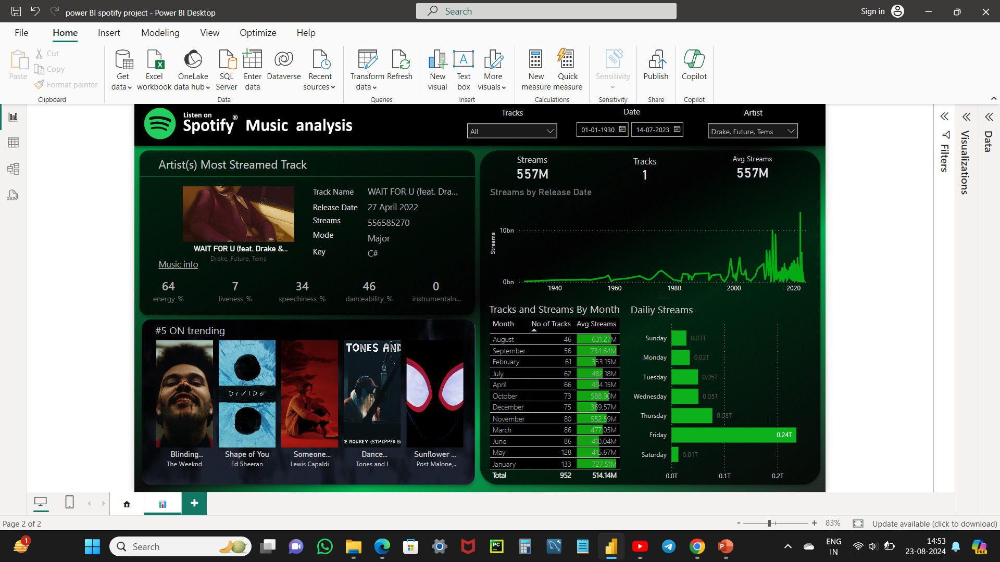 power BI spotify project - Power BI Desktop
Search
Sign in
File Home Insert Modeling View Optimize Help
Paste
Cut
Copy
Format painter
Clipboard
Get data
Excel workbook
OneLake data hub
SQL Server
Enter data
Dataverse
Recent sources
Data
Transform data
Refresh
Queries
New visual
Text box
More visuals
Insert
New measure
Quick measure
Calculations
Sensitivity
Sensitivity
Publish
Share
Copilot
Copilot
Listen on
Spotify® Music analysis
Tracks
All
Date
01-01-1930 14-07-2023
Artist
Drake, Future, Tems
Filters
Visualizations
Data
DAX
Artist(s) Most Streamed Track
WAIT FOR U (feat. Drake &...
Drake, Future, Tems
Track Name WAIT FOR U (feat. Dra...
Release Date 27 April 2022
Streams 556585270
Mode Major
Key C#
Music info
64 7 34 46 0
energy_% liveness_% speechiness_% danceability_% instrumentaln...
#5 ON trending
DIVIDE
TONES AND
CE MONKEY (STRIPPED BA
Blinding... Shape of You Someone... Dance... Sunflower ...
The Weeknd Ed Sheeran Lewis Capaldi Tones and I Post Malone,...
Streams Tracks Avg Streams
557M 1 557M
Streams by Release Date
Streams
10bn
0bn
1940 1960 1980 2000 2020
Date
Tracks and Streams By Month
Month No of Tracks Avg Streams
August 46 631.27M
September 56 734.64M
February 61 353.15M
July 62 482.18M
April 66 404.15M
October 73 588.90M
December 75 369.57M
November 80 552.59M
March 86 477.05M
June 86 410.04M
May 128 415.67M
January 133 727.51M
Total 952 514.14M
Dailiy Streams
Sunday 0.03T
Monday 0.03T
Tuesday 0.05T
Wednesday 0.05T
Thursday 0.08T
Friday 0.24T
Saturday 0.01T
0.0T 0.1T 0.2T
Page 2 of 2
- + 83%
Update available (click to download)
1
Search
PC
P
ENG
IN
14:53
23-08-2024
PRE